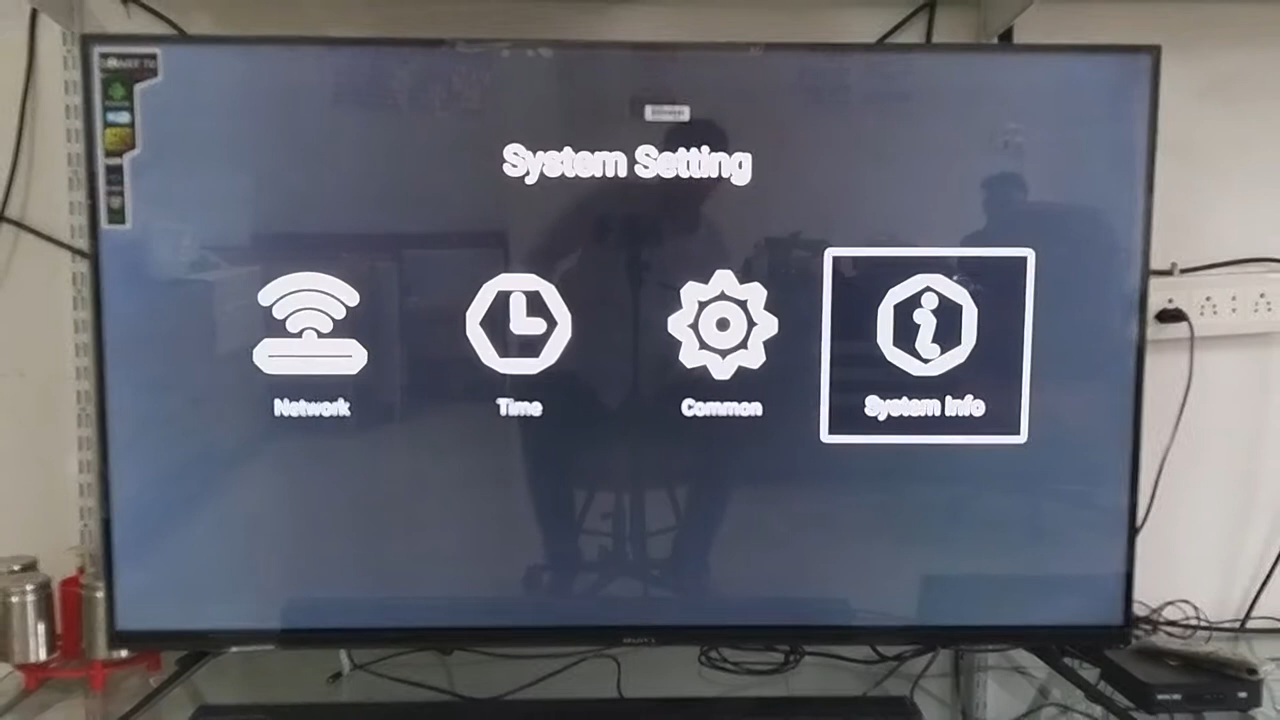 System Setting
Network
Time
Common
System Info